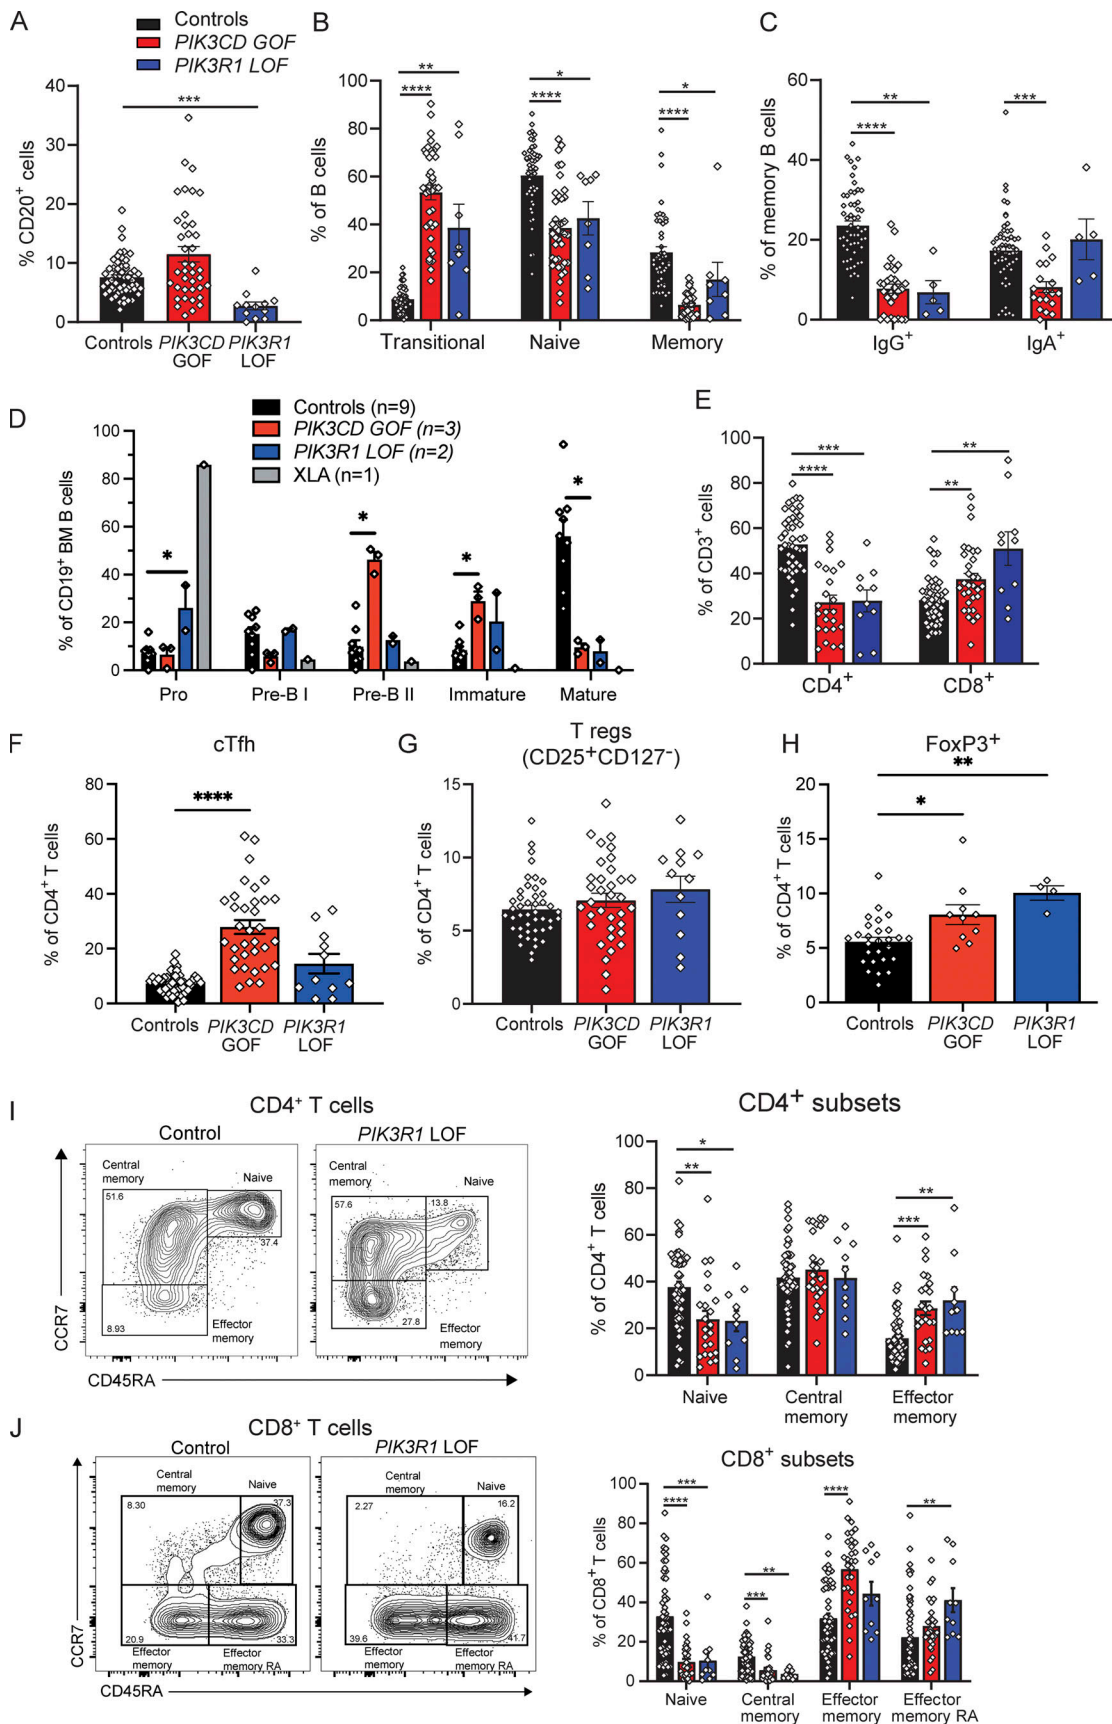 A
Controls
PIK3CD GOF
PIK3R1 LOF
% CD20+ cells
40
30
20
10
0
***
Controls PIK3CD GOF PIK3R1 LOF
B
% of B cells
100
80
60
40
20
0
** **** * **** * ****
Transitional Naive Memory
C
% of memory B cells
60
40
20
0
** **** ***
IgG+ IgA+
D
Controls (n=9)
PIK3CD GOF (n=3)
PIK3R1 LOF (n=2)
XLA (n=1)
% of CD19+ BM B cells
100
80
60
40
20
0
* * * *
Pro Pre-B I Pre-B II Immature Mature
E
% of CD3+ cells
100
80
60
40
20
0
*** **** ** **
CD4+ CD8+
F
cTfh
% of CD4+ T cells
80
60
40
20
0
****
Controls PIK3CD GOF PIK3R1 LOF
G
T regs
(CD25+CD127-)
% of CD4+ T cells
15
10
5
0
Controls PIK3CD GOF PIK3R1 LOF
H
FoxP3+
% of CD4+ T cells
20
15
10
5
0
**
*
Controls PIK3CD GOF PIK3R1 LOF
I
CD4+ T cells
Control
PIK3R1 LOF
Central memory
Naive
51.6
37.4
8.93
Effector memory
Central memory
Naive
57.6
13.8
27.8
Effector memory
CCR7
CD45RA
CD4+ subsets
% of CD4+ T cells
100
80
60
40
20
0
* ** ** ***
Naive Central memory Effector memory
J
CD8+ T cells
Control
PIK3R1 LOF
Central memory
Naive
8.30
37.3
20.9
33.3
Effector memory
Effector memory RA
Central memory
Naive
2.27
16.2
39.6
41.7
Effector memory
Effector memory RA
CCR7
CD45RA
CD8+ subsets
% of CD8+ T cells
100
80
60
40
20
0
*** **** ** *** **** **
Naive Central memory Effector memory Effector memory RA